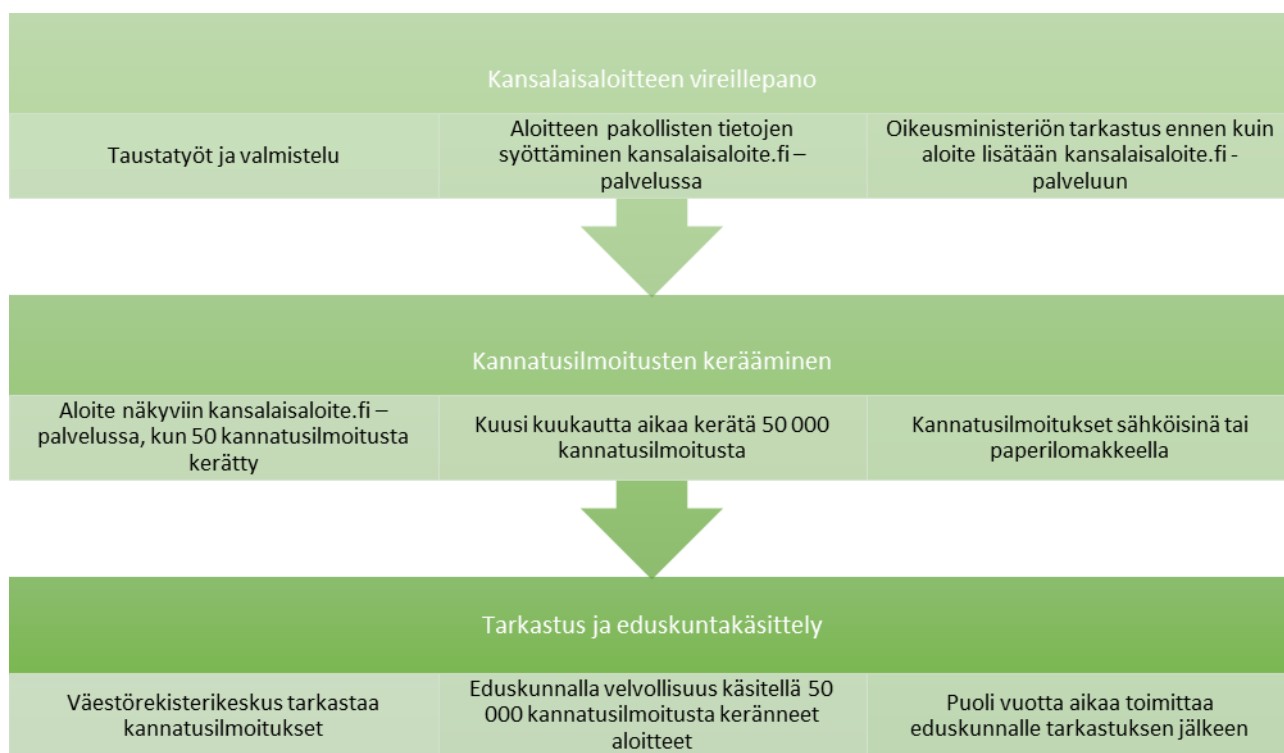 Kansalaisaloitteen vireillepano
Taustatyöt ja valmistelu
Aloitteen pakollisten tietojen
syöttäminen kansalaisaloite.fi –
palvelussa
Oikeusministeriön tarkastus ennen kuin
aloite lisätään kansalaisaloite.fi -
palveluun
Kannatusilmoitusten kerääminen
Aloite näkyviin kansalaisaloite.fi –
palvelussa, kun 50 kannatusilmoitusta
kerätty
Kuusi kuukautta aikaa kerätä 50 000
kannatusilmoitusta
Kannatusilmoitukset sähköisinä tai
paperilomakkeella
Tarkastus ja eduskuntakäsittely
Väestörekisterikeskus tarkastaa
kannatusilmoitukset
Eduskunnalla velvollisuus käsitellä 50
000 kannatusilmoitusta keränneet
aloitteet
Puoli vuotta aikaa toimittaa
eduskunnalle tarkastuksen jälkeen